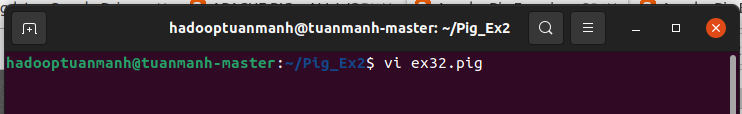 hadooptuanmanh@tuanmanh-master: ~/Pig_Ex2
hadooptuanmanh@tuanmanh-master:~/Pig_Ex2$ vi ex32.pig